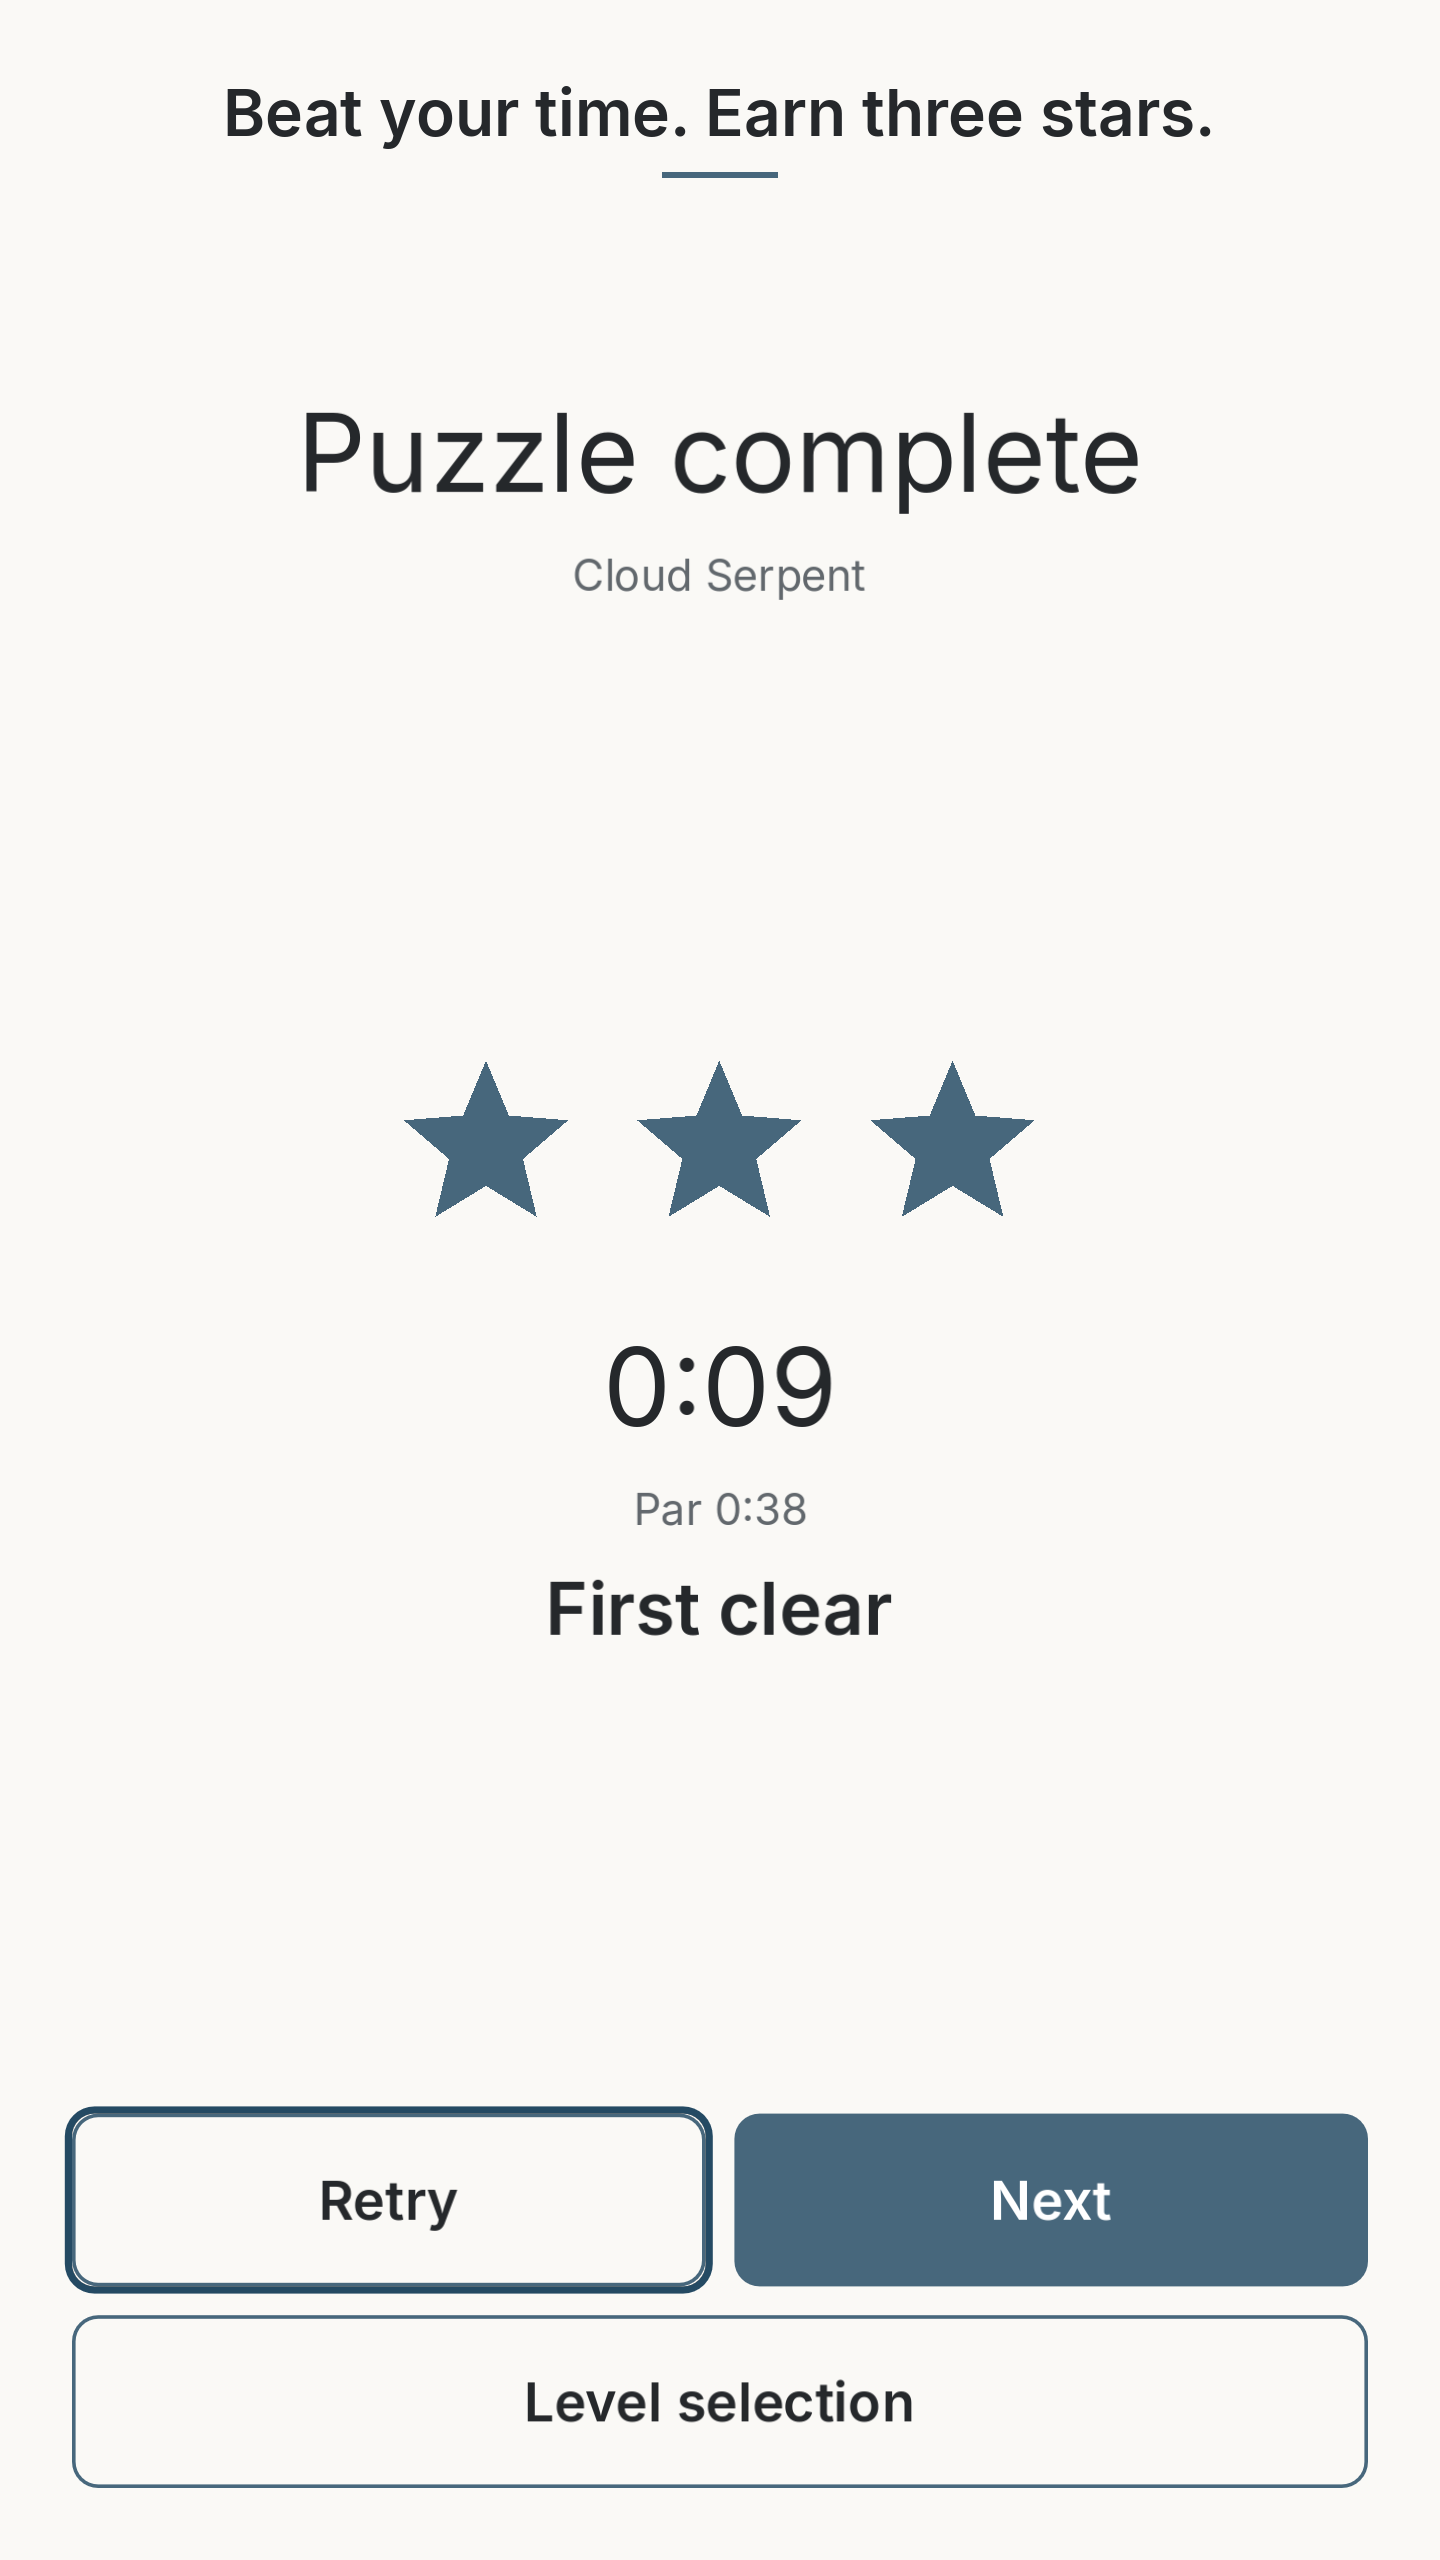 Beat your time. Earn three stars.
Puzzle complete
Cloud Serpent
0:09
Par 0:38
First clear
Retry
Next
Level selection